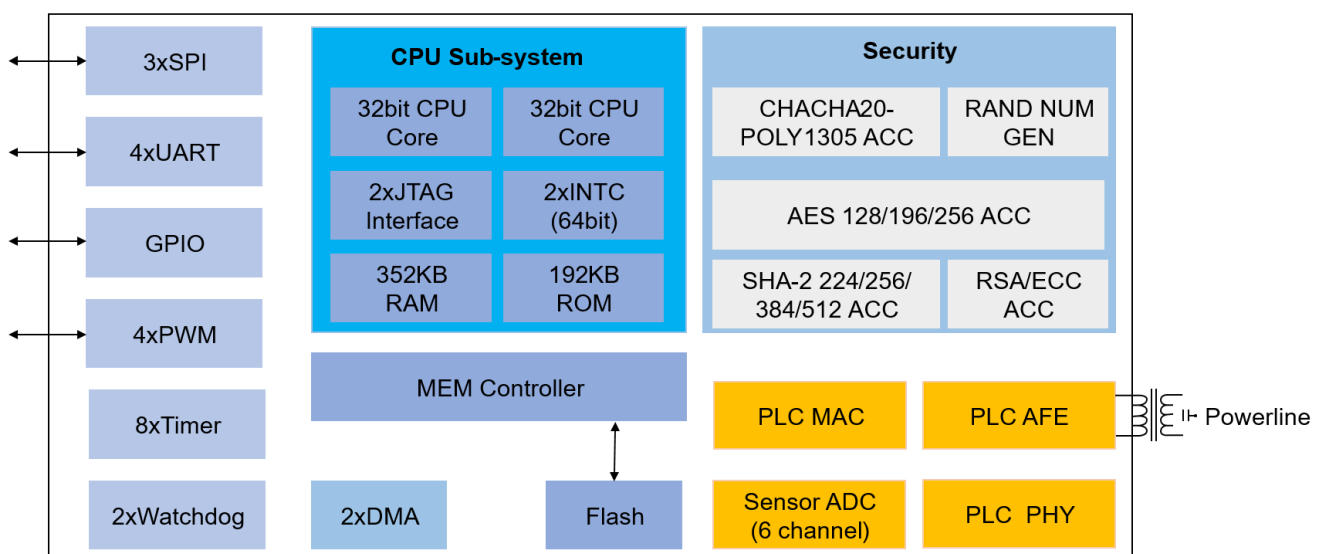 3xSPI
4xUART
GPIO
4xPWM
8xTimer
2xWatchdog
CPU Sub-system
32bit CPU
Core
32bit CPU
Core
2xJTAG
Interface
2xINTC
(64bit)
352KB
RAM
192KB
ROM
MEM Controller
2xDMA
Flash
Security
CHACHA20-
POLY1305 ACC
RAND NUM
GEN
AES 128/196/256 ACC
SHA-2 224/256/
384/512 ACC
RSA/ECC
ACC
PLC MAC
PLC AFE
Powerline
Sensor ADC
(6 channel)
PLC PHY